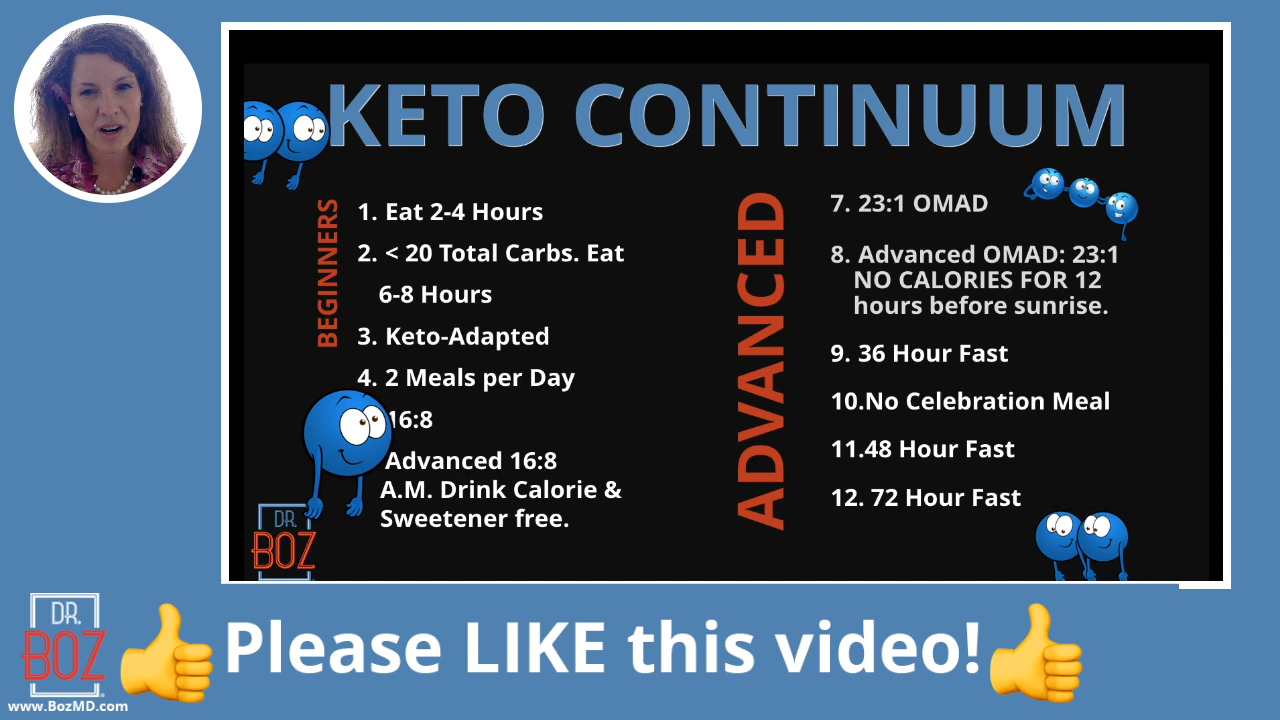 KETO CONTINUUM
BEGINNERS
1. Eat 2-4 Hours
2. < 20 Total Carbs. Eat
6-8 Hours
3. Keto-Adapted
4. 2 Meals per Day
16:8
Advanced 16:8
A.M. Drink Calorie &
Sweetener free.
ADVANCED
7. 23:1 OMAD
8. Advanced OMAD: 23:1
NO CALORIES FOR 12
hours before sunrise.
9. 36 Hour Fast
10.No Celebration Meal
11.48 Hour Fast
12. 72 Hour Fast
DR.
BOZ
DR.
BOZ
Please LIKE this video!
www.BozMD.com